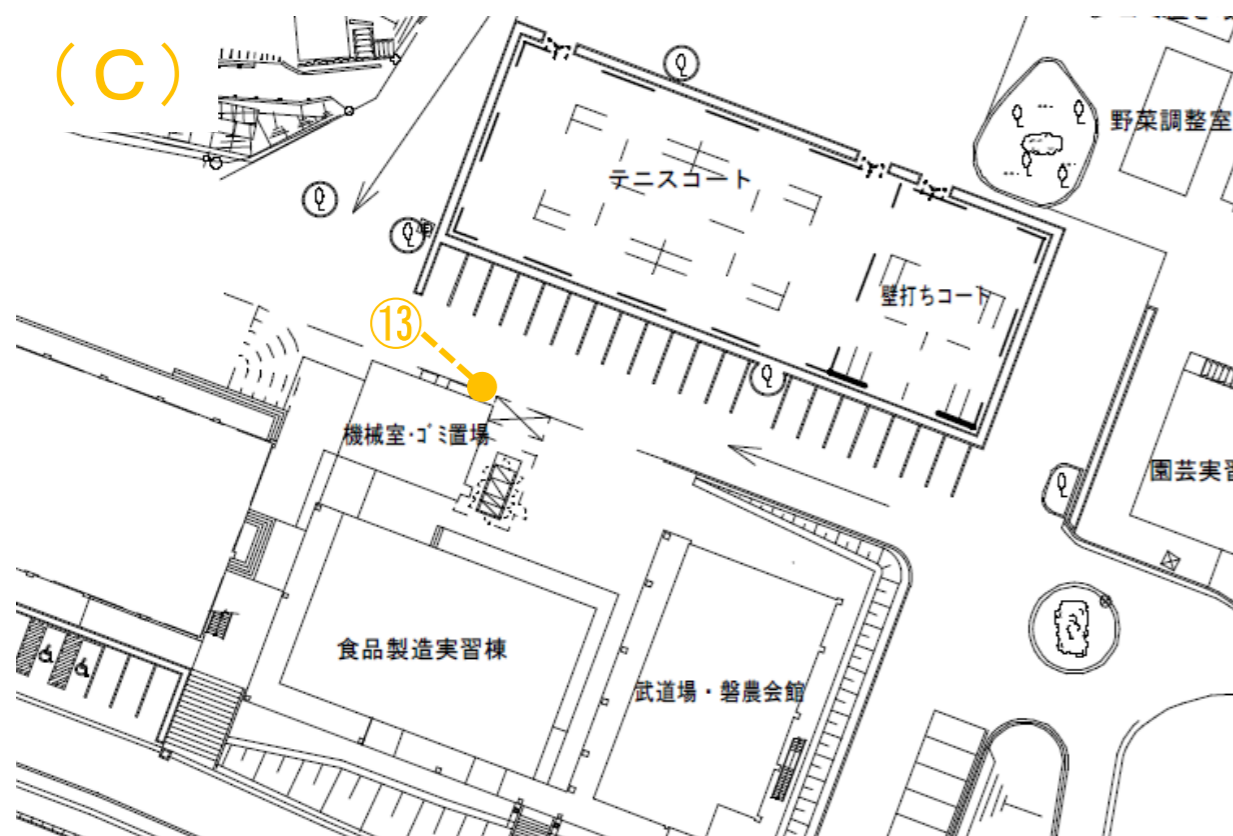 (C)
野菜調整室
テニスコート
壁打ちコート
⑬
機械室・ゴミ置場
園芸実習
食品製造実習棟
武道場・磐農会館